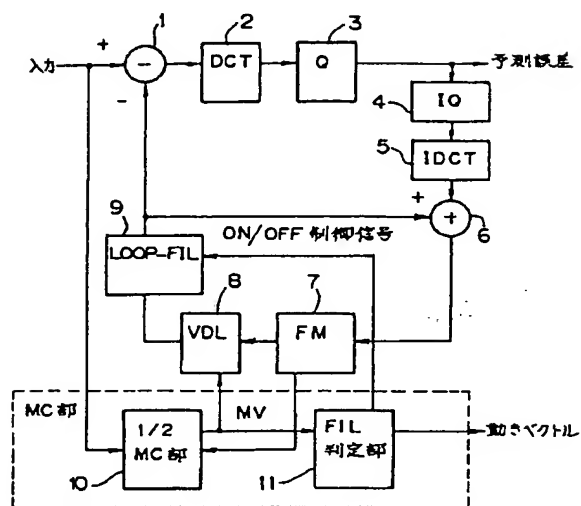 1
2
3
入力
+
−
DCT
Q
予測誤差
-
4
IQ
5
IDCT
+
+
6
9
ON/OFF 制御信号
LOOP-FIL
8
7
VDL
FM
MC部
MV
1/2
MC部
FIL
判定部
動きベクトル
10
11